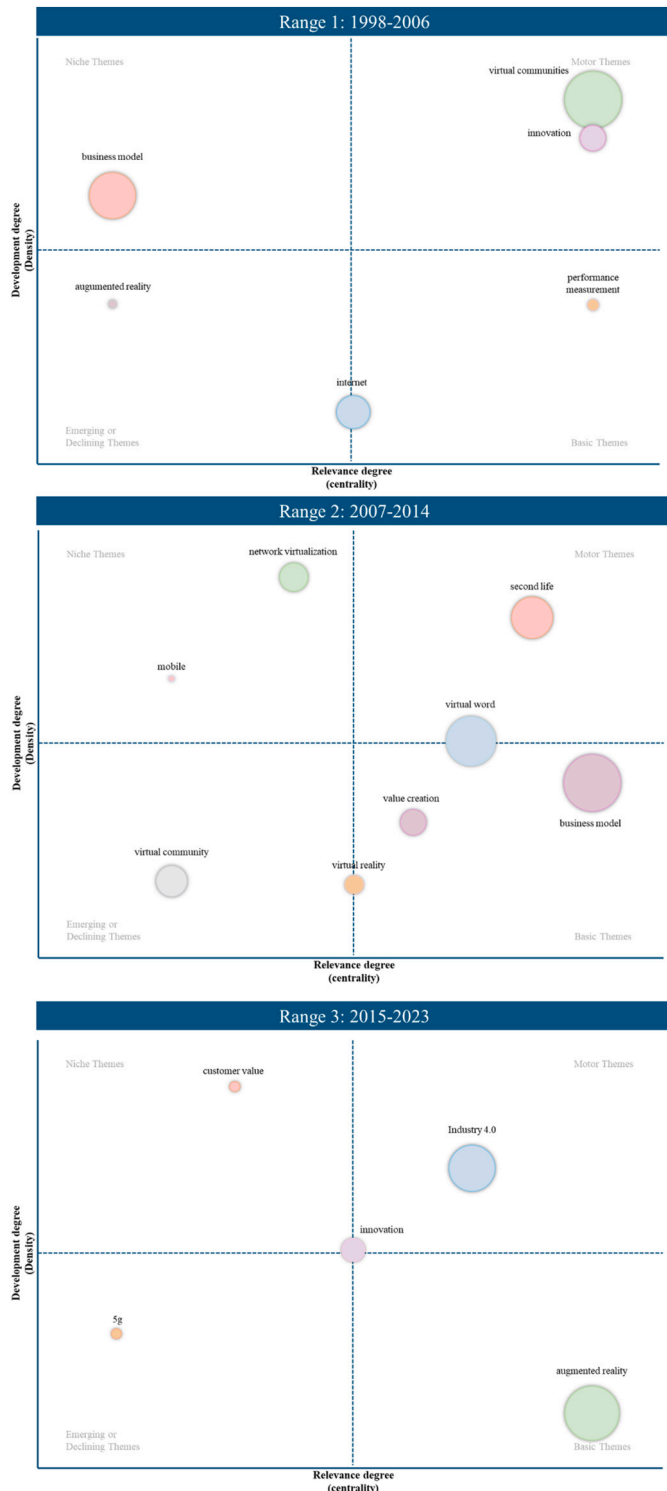 Range 1: 1998-2006
Niche Themes
Motor Themes
virtual communities
innovation
business model
Development degree
(Density)
augumented reality
performance
measurement
internet
Emerging or
Declining Themes
Basic Themes
Relevance degree
(centrality)
Range 2: 2007-2014
Niche Themes
network virtualization
Motor Themes
second life
mobile
virtual word
Development degree
(Density)
value creation
business model
virtual community
virtual reality
Emerging or
Declining Themes
Basic Themes
Relevance degree
(centrality)
Range 3: 2015-2023
Niche Themes
customer value
Motor Themes
Industry 4.0
innovation
Development degree
(Density)
5g
augmented reality
Emerging or
Declining Themes
Basic Themes
Relevance degree
(centrality)